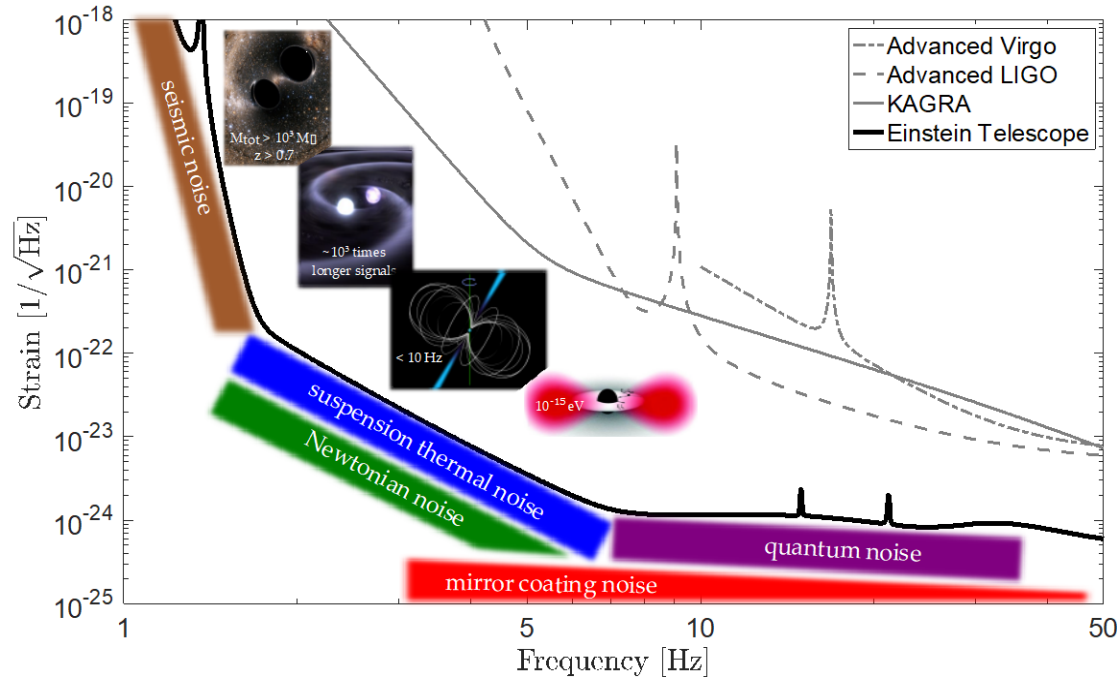 10⁻¹⁸
10⁻¹⁹
10⁻²⁰
10⁻²¹
10⁻²²
10⁻²³
10⁻²⁴
10⁻²⁵
Strain [1/√Hz]
1
5
10
50
Frequency [Hz]
Advanced Virgo
Advanced LIGO
KAGRA
Einstein Telescope
seismic noise
Mtot > 10³ M▯
z > 0.7
~10³ times
longer signals
< 10 Hz
10⁻¹⁵ eV
suspension thermal noise
Newtonian noise
quantum noise
mirror coating noise